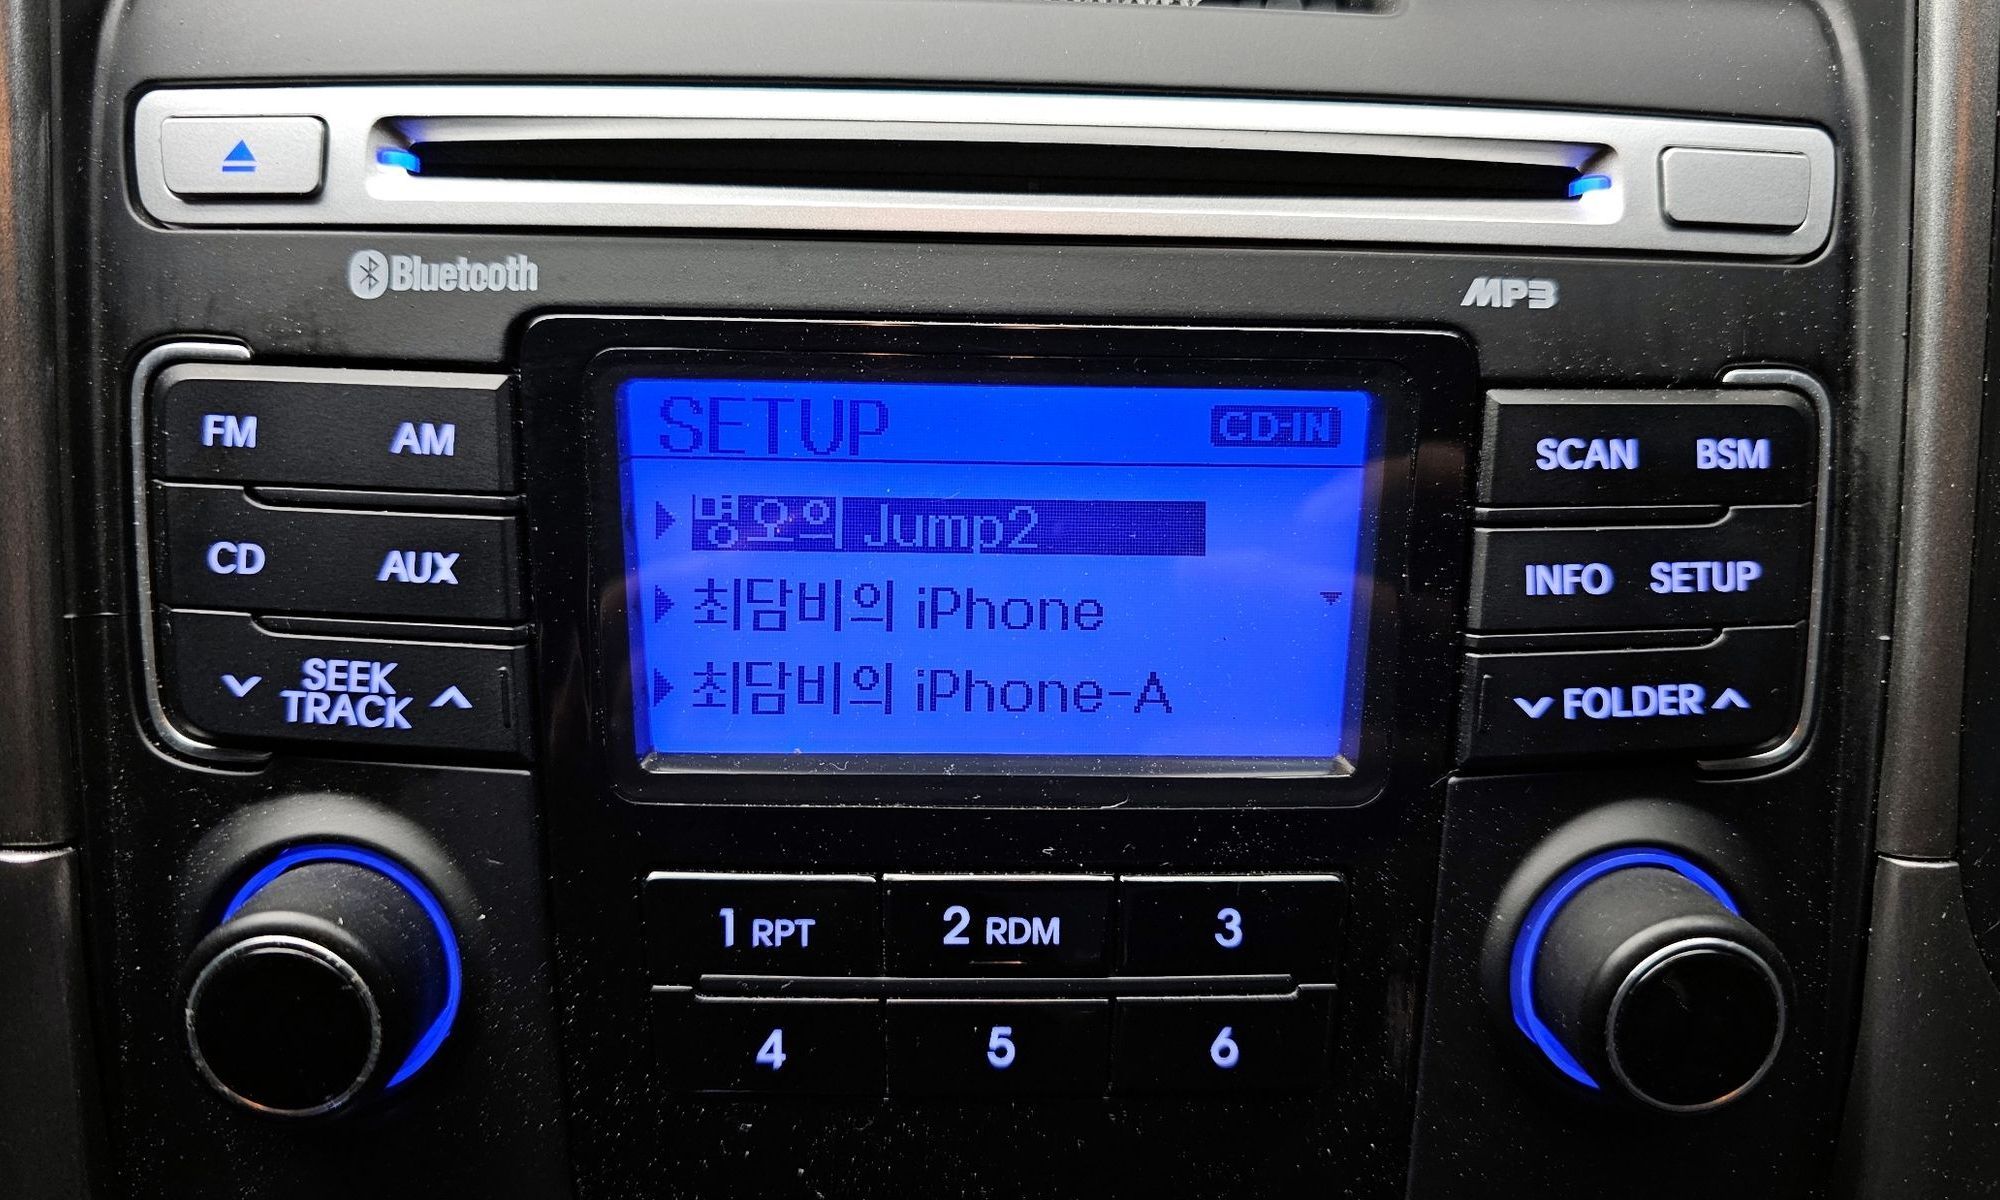 Bluetooth
MP3
FM AM
CD AUX
SEEK
TRACK
SETUP CD-IN
명오의 Jump2
최담비의 iPhone
최담비의 iPhone-A
SCAN BSM
INFO SETUP
FOLDER
1 RPT 2 RDM 3
4 5 6